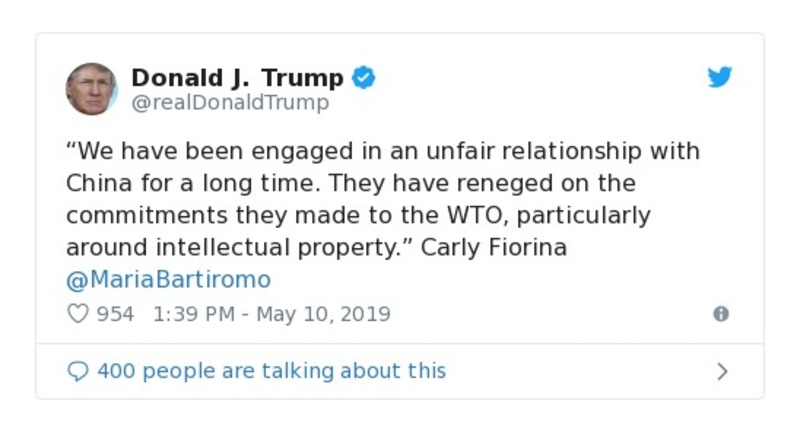 Donald J. Trump
@realDonaldTrump
“We have been engaged in an unfair relationship with
China for a long time. They have reneged on the
commitments they made to the WTO, particularly
around intellectual property.” Carly Fiorina
@MariaBartiromo
954 1:39 PM - May 10, 2019
400 people are talking about this